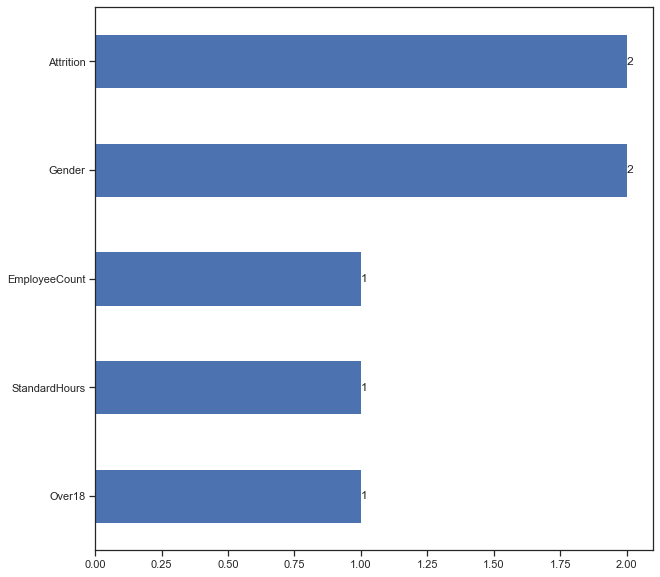 Attrition 2
Gender 2
EmployeeCount 1
StandardHours 1
Over18 1
0.00 0.25 0.50 0.75 1.00 1.25 1.50 1.75 2.00